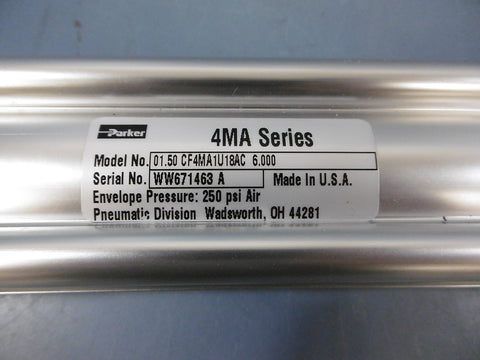 Parker
4MA Series
Model No. 01.50 CF4MA1U18AC 6.000
Serial No. WW671463 A Made In U.S.A.
Envelope Pressure: 250 psi Air
Pneumatic Division Wadsworth, OH 44281